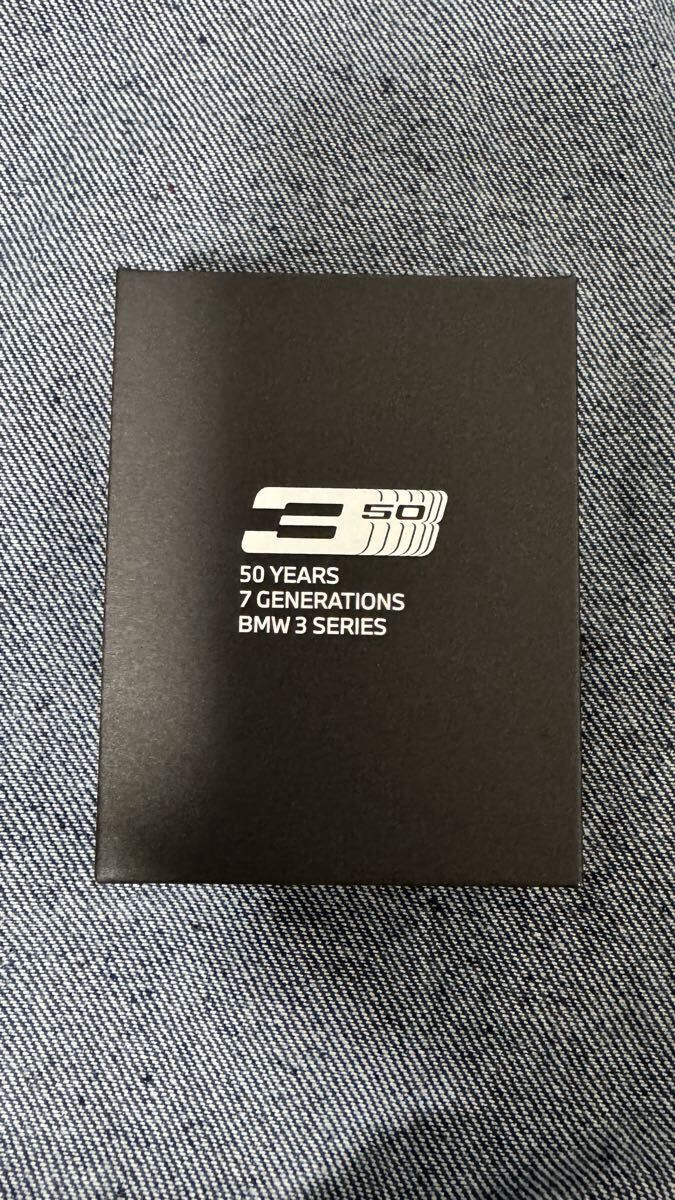 3 50
50 YEARS
7 GENERATIONS
BMW 3 SERIES